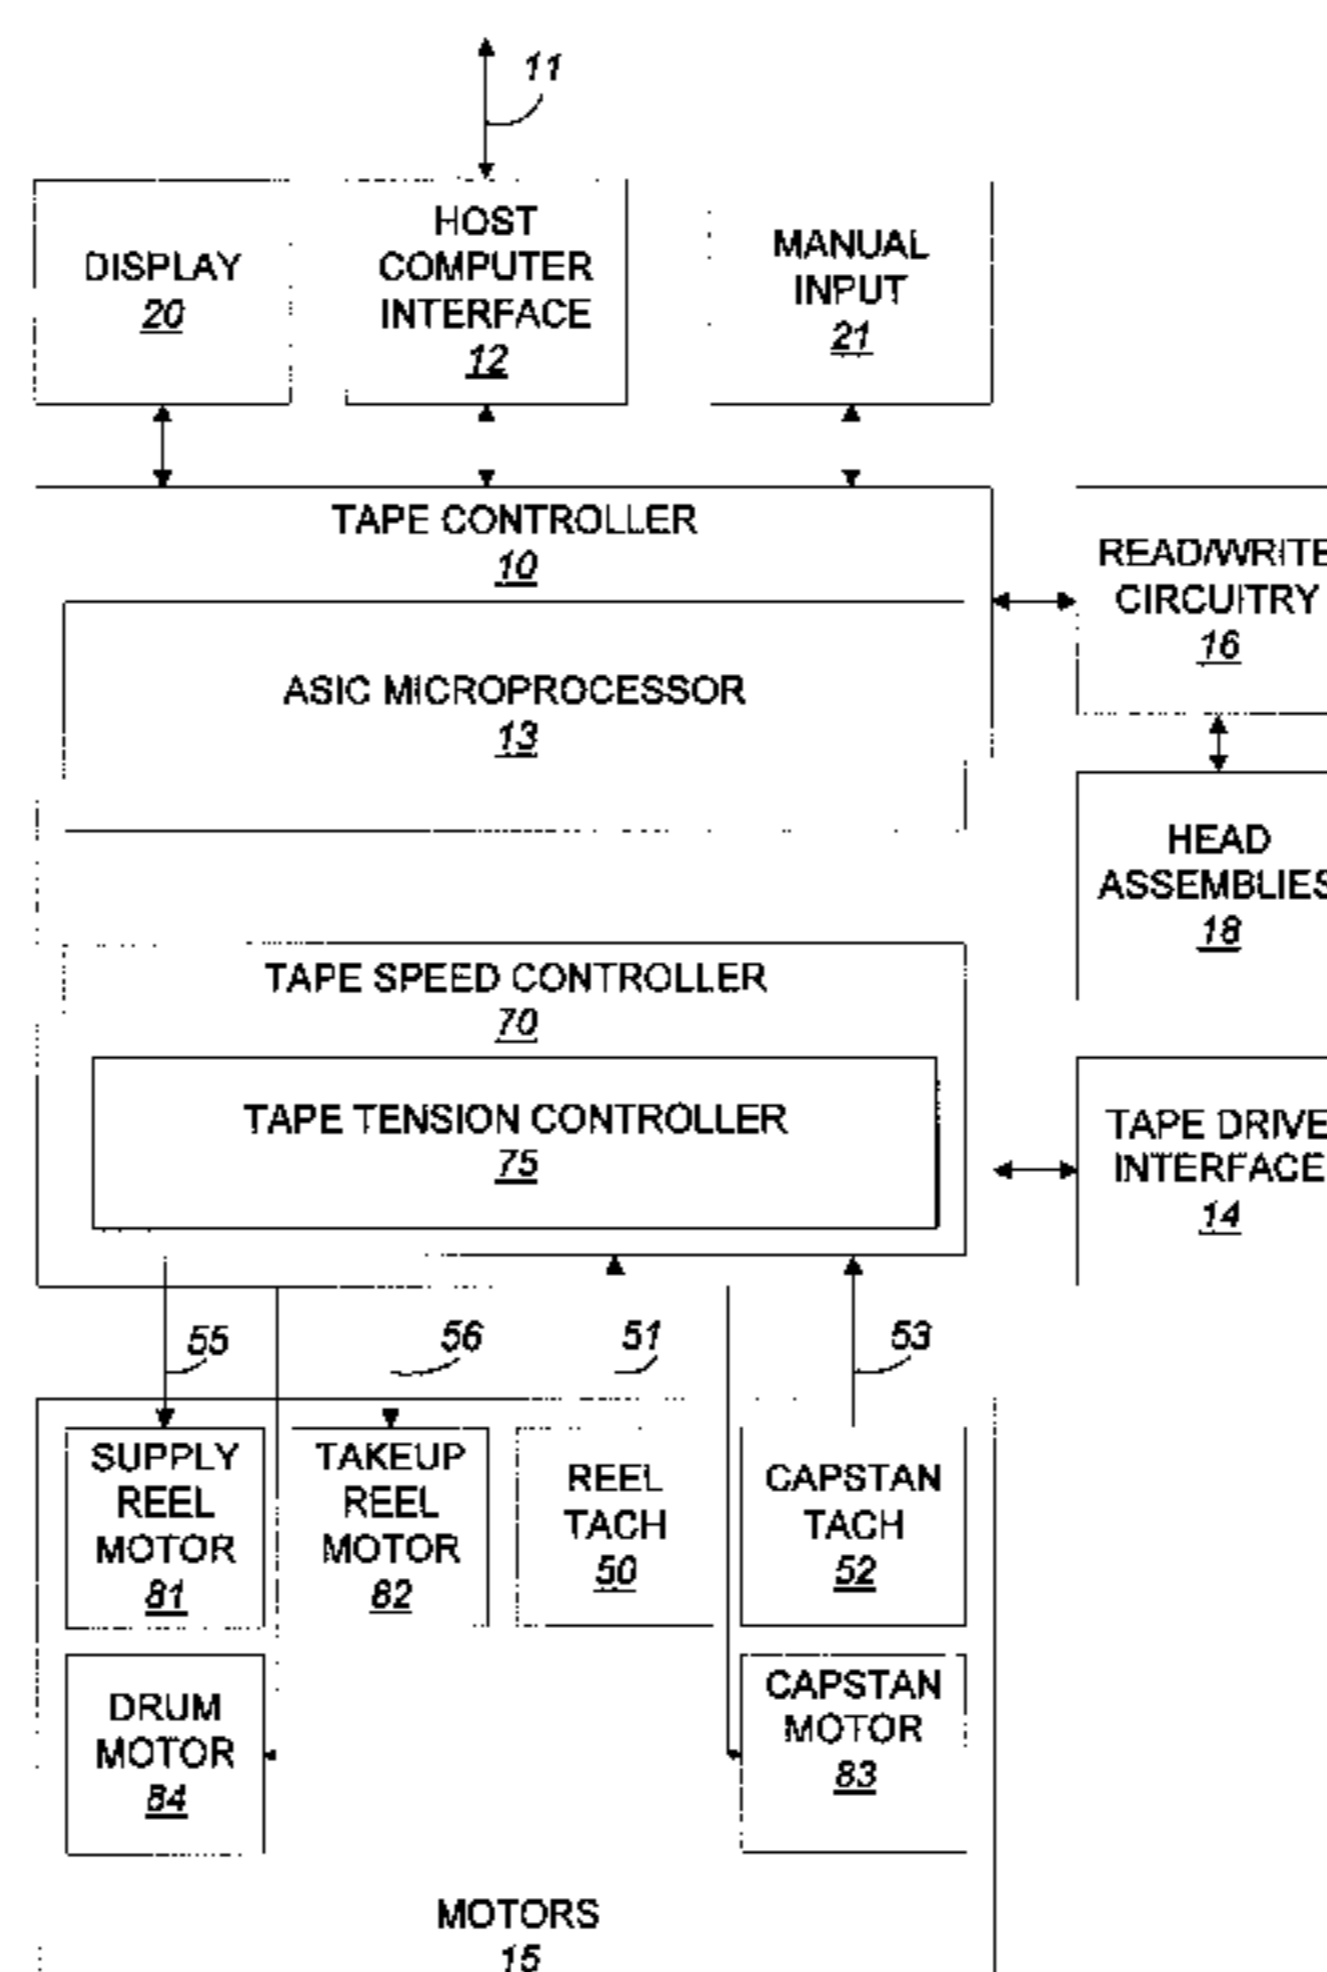 11
DISPLAY
20
HOST
COMPUTER
INTERFACE
12
MANUAL
INPUT
21
TAPE CONTROLLER
10
READ/WRITE
CIRCUITRY
16
ASIC MICROPROCESSOR
13
HEAD
ASSEMBLIES
18
TAPE SPEED CONTROLLER
70
TAPE TENSION CONTROLLER
75
TAPE DRIVE
INTERFACE
14
55
56
51
53
SUPPLY
REEL
MOTOR
81
TAKEUP
REEL
MOTOR
82
REEL
TACH
50
CAPSTAN
TACH
52
DRUM
MOTOR
84
CAPSTAN
MOTOR
83
MOTORS
15